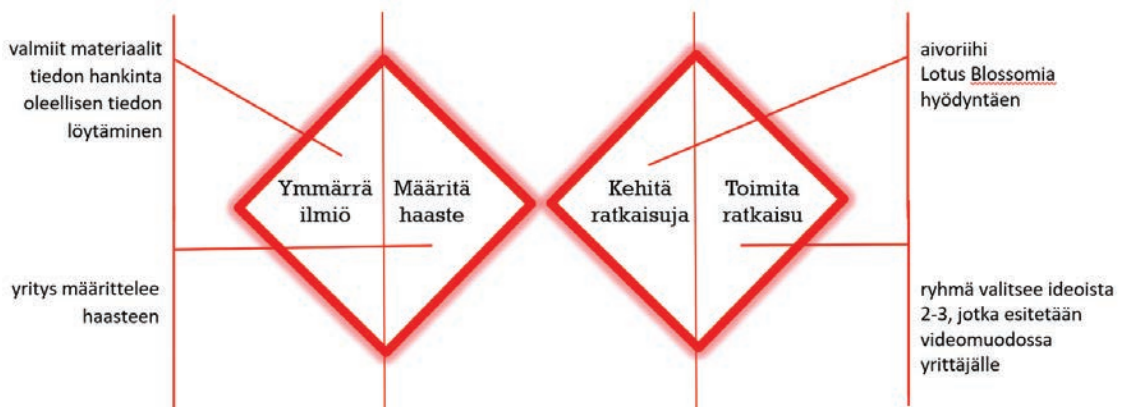 valmiit materiaalit
tiedon hankinta
oleellisen tiedon
löytäminen
yritys määrittelee
haasteen
Ymmärrä
ilmiö
Määritä
haaste
Kehitä
ratkaisuja
Toimita
ratkaisu
aivoriihi
Lotus Blossomia
hyödyntäen
ryhmä valitsee ideoista
2-3, jotka esitetään
videomuodossa
yrittäjälle